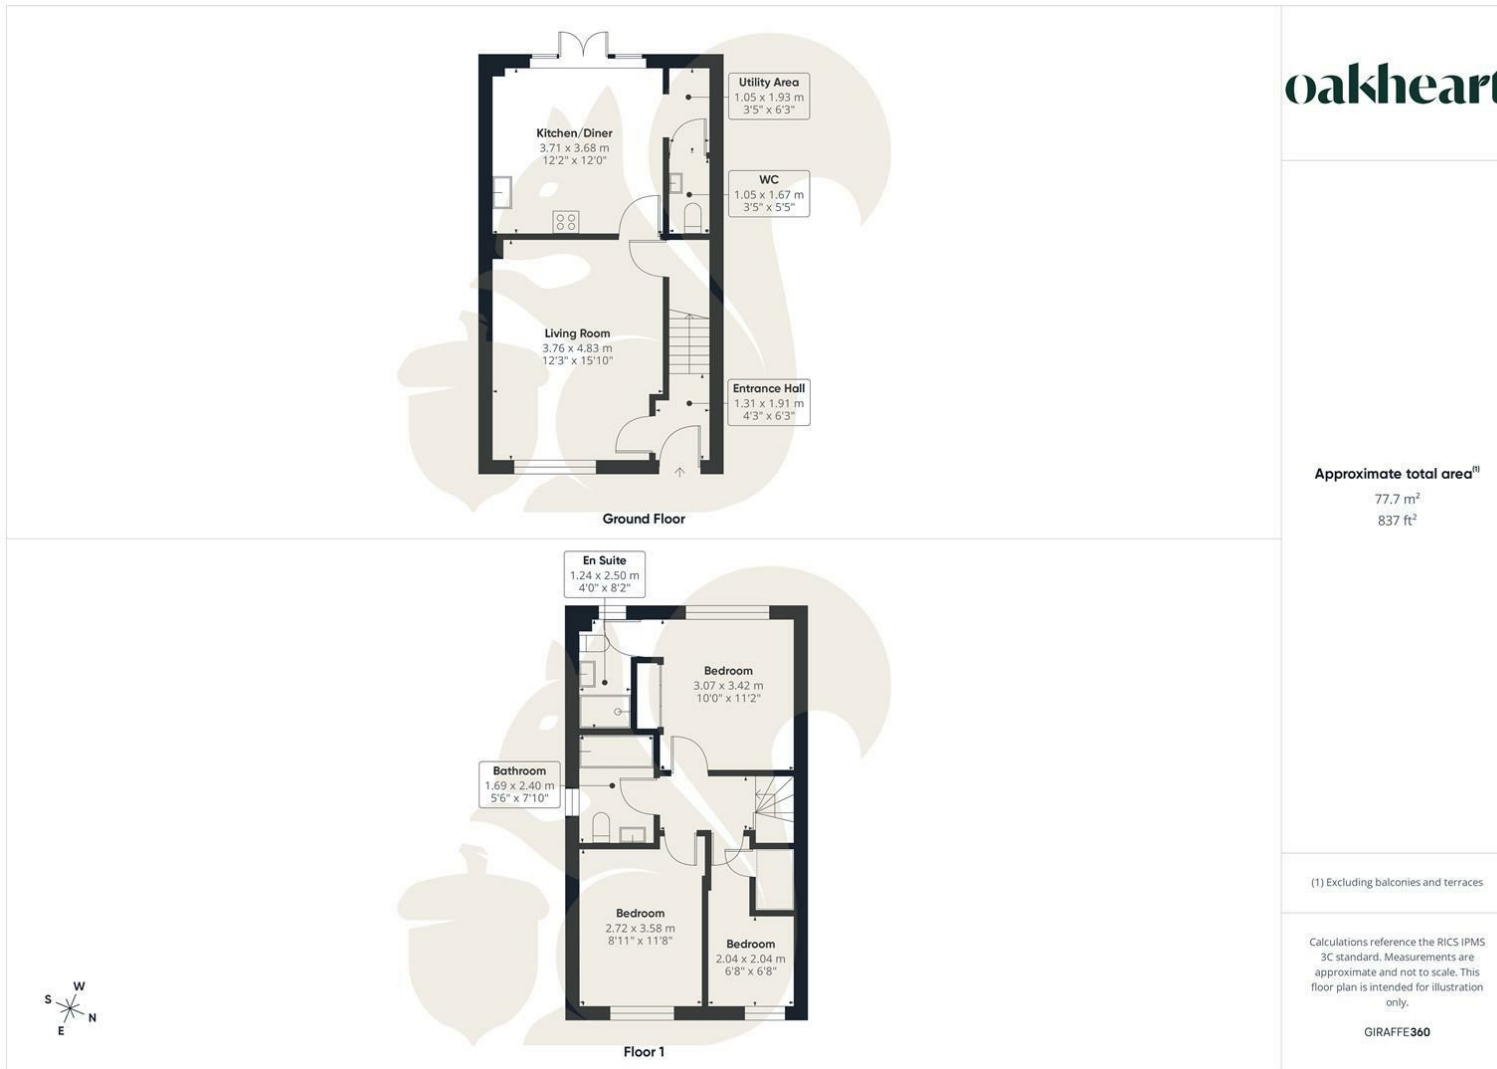 Utility Area
1.05 x 1.93 m
3'5" x 6'3"
Kitchen/Diner
3.71 x 3.68 m
12'2" x 12'0"
WC
1.05 x 1.67 m
3'5" x 5'5"
Living Room
3.76 x 4.83 m
12'3" x 15'10"
Entrance Hall
1.31 x 1.91 m
4'3" x 6'3"
Ground Floor
En Suite
1.24 x 2.50 m
4'0" x 8'2"
Bedroom
3.07 x 3.42 m
10'0" x 11'2"
Bathroom
1.69 x 2.40 m
5'6" x 7'10"
Bedroom
2.72 x 3.58 m
8'11" x 11'8"
Bedroom
2.04 x 2.04 m
6'8" x 6'8"
Floor 1
W
S
N
E
oakheart
Approximate total area(1)
77.7 m²
837 ft²
(1) Excluding balconies and terraces
Calculations reference the RICS IPMS
3C standard. Measurements are
approximate and not to scale. This
floor plan is intended for illustration
only.
GIRAFFE360